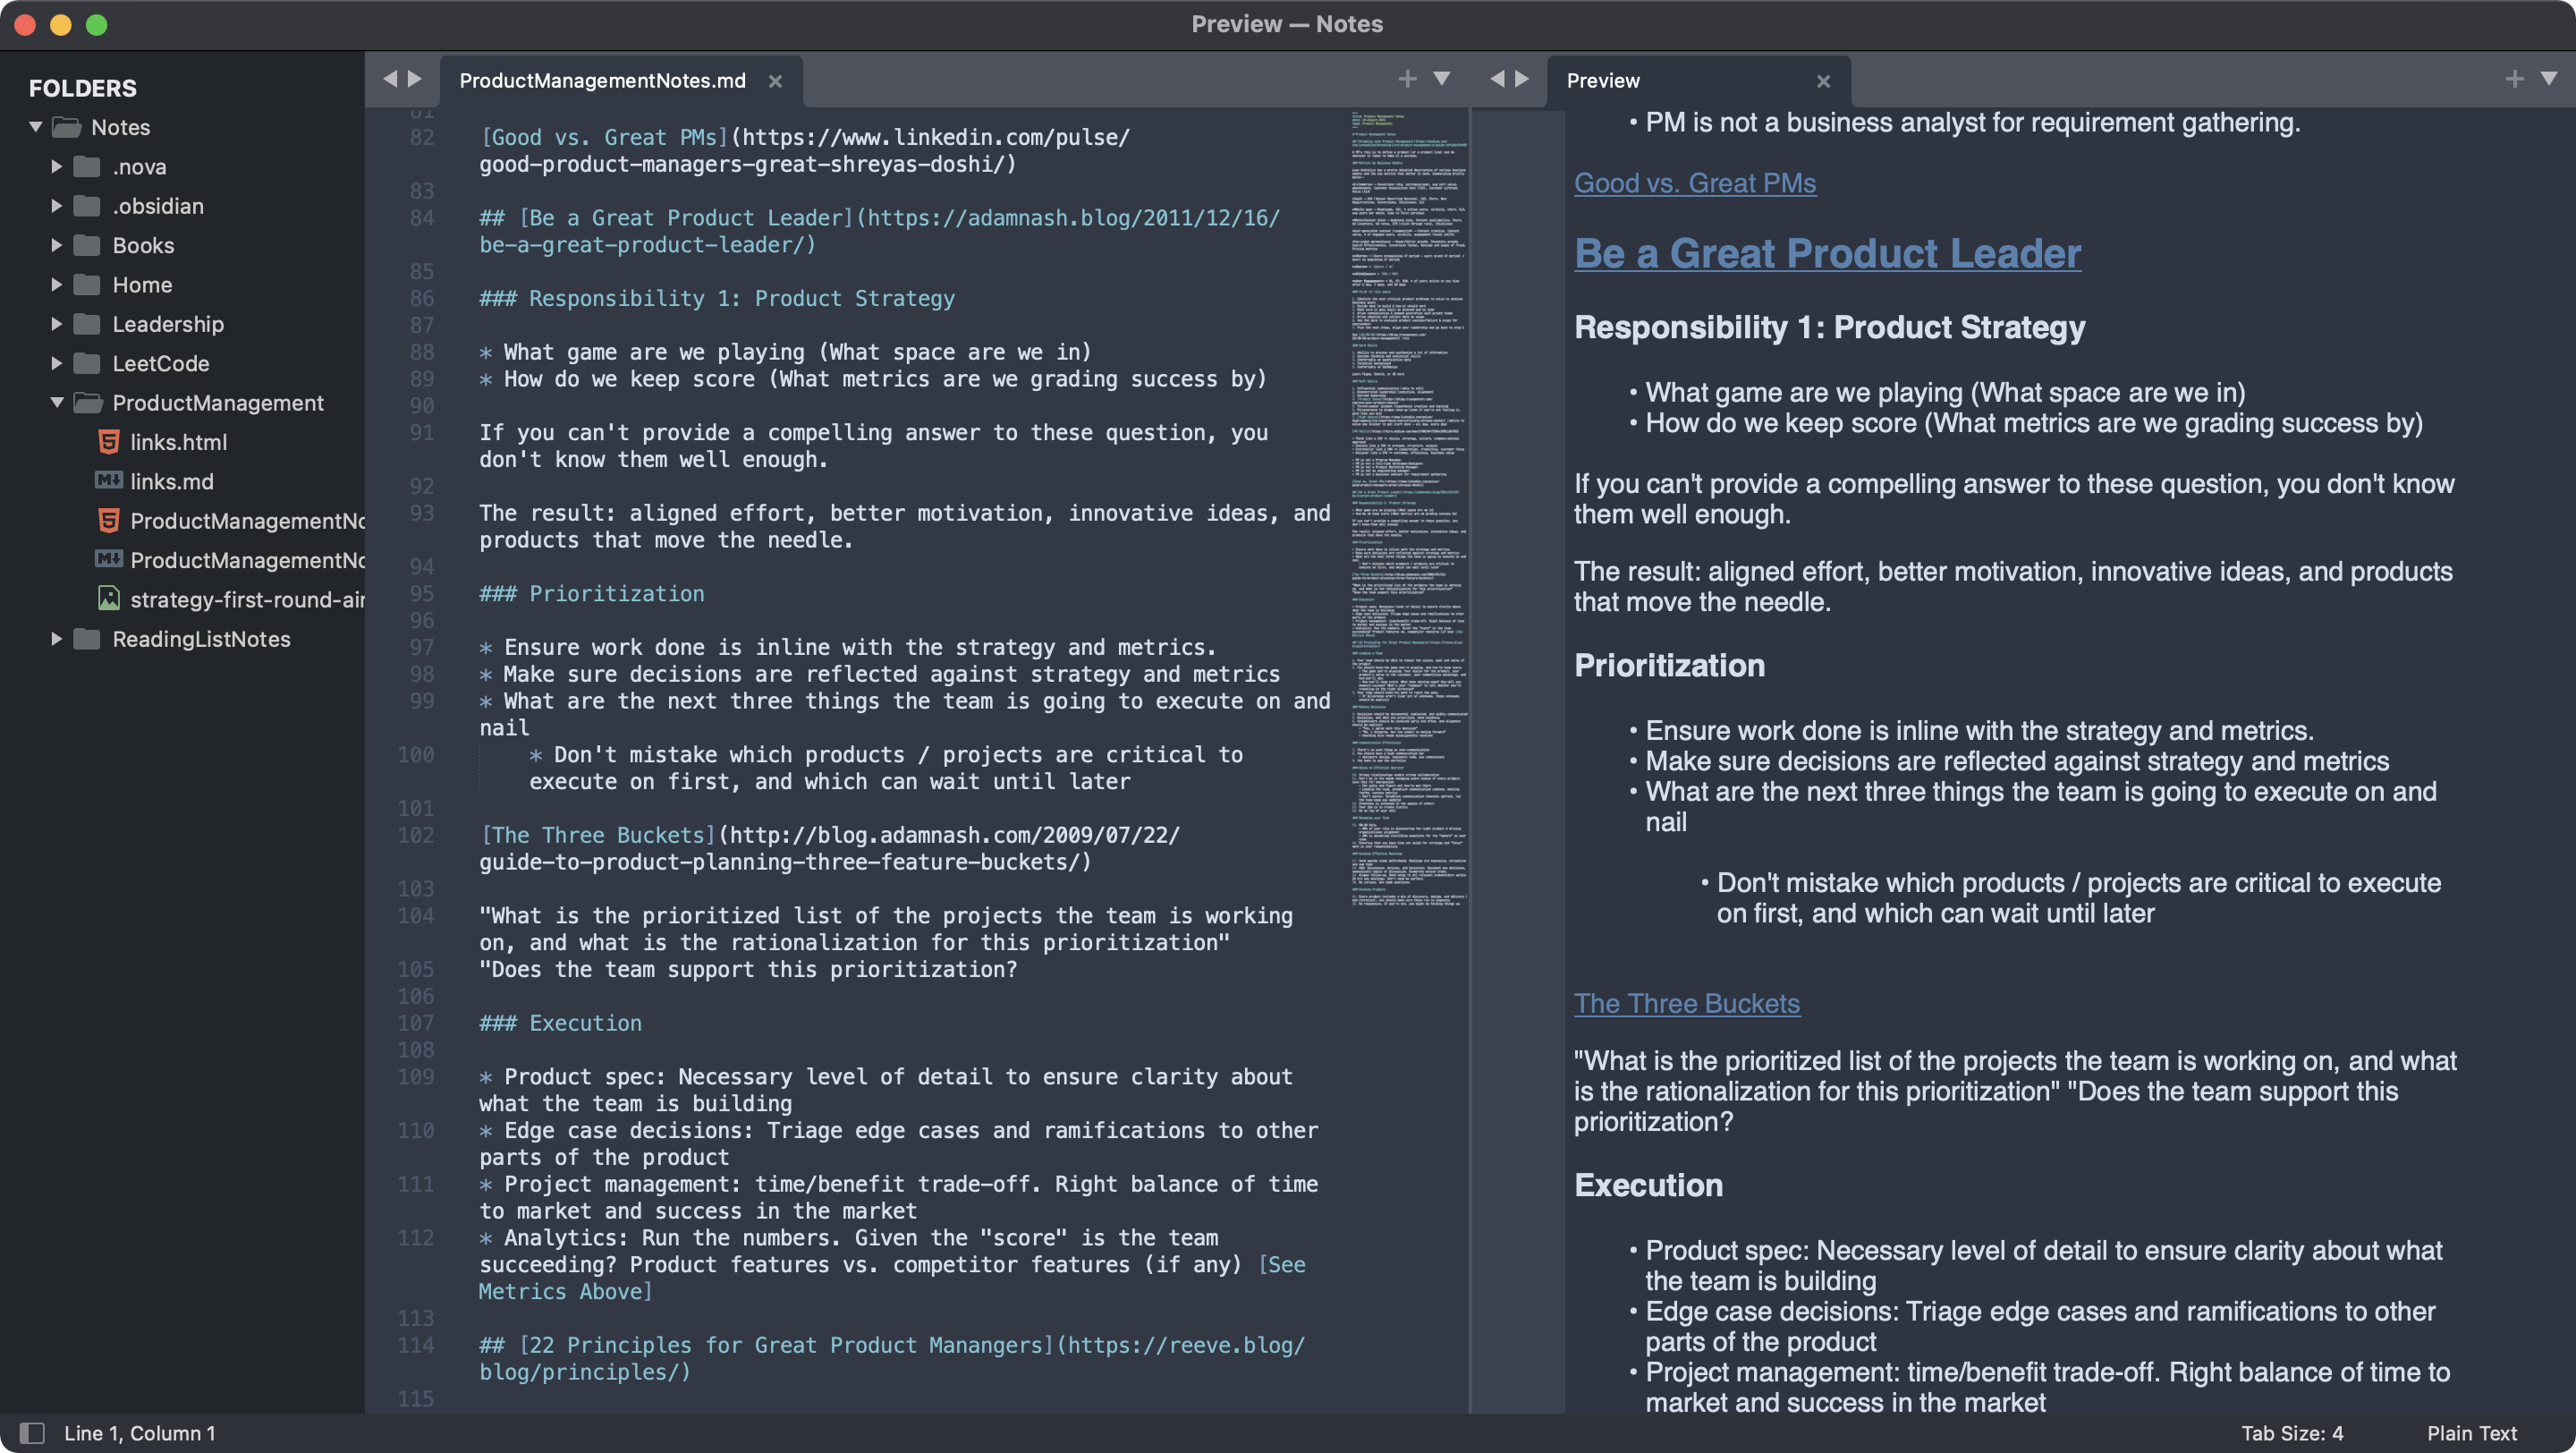 Preview — Notes
FOLDERS
Notes
.nova
.obsidian
Books
Home
Leadership
LeetCode
ProductManagement
links.html
links.md
ProductManagementNo
ProductManagementNo
strategy-first-round-air
ReadingListNotes
ProductManagementNotes.md
81
82 [Good vs. Great PMs](https://www.linkedin.com/pulse/
good-product-managers-great-shreyas-doshi/)
83
84 ## [Be a Great Product Leader](https://adamnash.blog/2011/12/16/
be-a-great-product-leader/)
85
86 ### Responsibility 1: Product Strategy
87
88 * What game are we playing (What space are we in)
89 * How do we keep score (What metrics are we grading success by)
90
91 If you can't provide a compelling answer to these question, you
don't know them well enough.
92
93 The result: aligned effort, better motivation, innovative ideas, and
products that move the needle.
94
95 ### Prioritization
96
97 * Ensure work done is inline with the strategy and metrics.
98 * Make sure decisions are reflected against strategy and metrics
99 * What are the next three things the team is going to execute on and
nail
100 * Don't mistake which products / projects are critical to
execute on first, and which can wait until later
101
102 [The Three Buckets](http://blog.adamnash.com/2009/07/22/
guide-to-product-planning-three-feature-buckets/)
103
104 "What is the prioritized list of the projects the team is working
on, and what is the rationalization for this prioritization"
105 "Does the team support this prioritization?
106
107 ### Execution
108
109 * Product spec: Necessary level of detail to ensure clarity about
what the team is building
110 * Edge case decisions: Triage edge cases and ramifications to other
parts of the product
111 * Project management: time/benefit trade-off. Right balance of time
to market and success in the market
112 * Analytics: Run the numbers. Given the "score" is the team
succeeding? Product features vs. competitor features (if any) [See
Metrics Above]
113
114 ## [22 Principles for Great Product Manangers](https://reeve.blog/
blog/principles/)
115
Preview
• PM is not a business analyst for requirement gathering.
Good vs. Great PMs
Be a Great Product Leader
Responsibility 1: Product Strategy
• What game are we playing (What space are we in)
• How do we keep score (What metrics are we grading success by)
If you can't provide a compelling answer to these question, you don't know
them well enough.
The result: aligned effort, better motivation, innovative ideas, and products
that move the needle.
Prioritization
• Ensure work done is inline with the strategy and metrics.
• Make sure decisions are reflected against strategy and metrics
• What are the next three things the team is going to execute on and
nail
• Don't mistake which products / projects are critical to execute
on first, and which can wait until later
The Three Buckets
"What is the prioritized list of the projects the team is working on, and what
is the rationalization for this prioritization" "Does the team support this
prioritization?
Execution
• Product spec: Necessary level of detail to ensure clarity about what
the team is building
• Edge case decisions: Triage edge cases and ramifications to other
parts of the product
• Project management: time/benefit trade-off. Right balance of time to
market and success in the market
Line 1, Column 1
Tab Size: 4
Plain Text